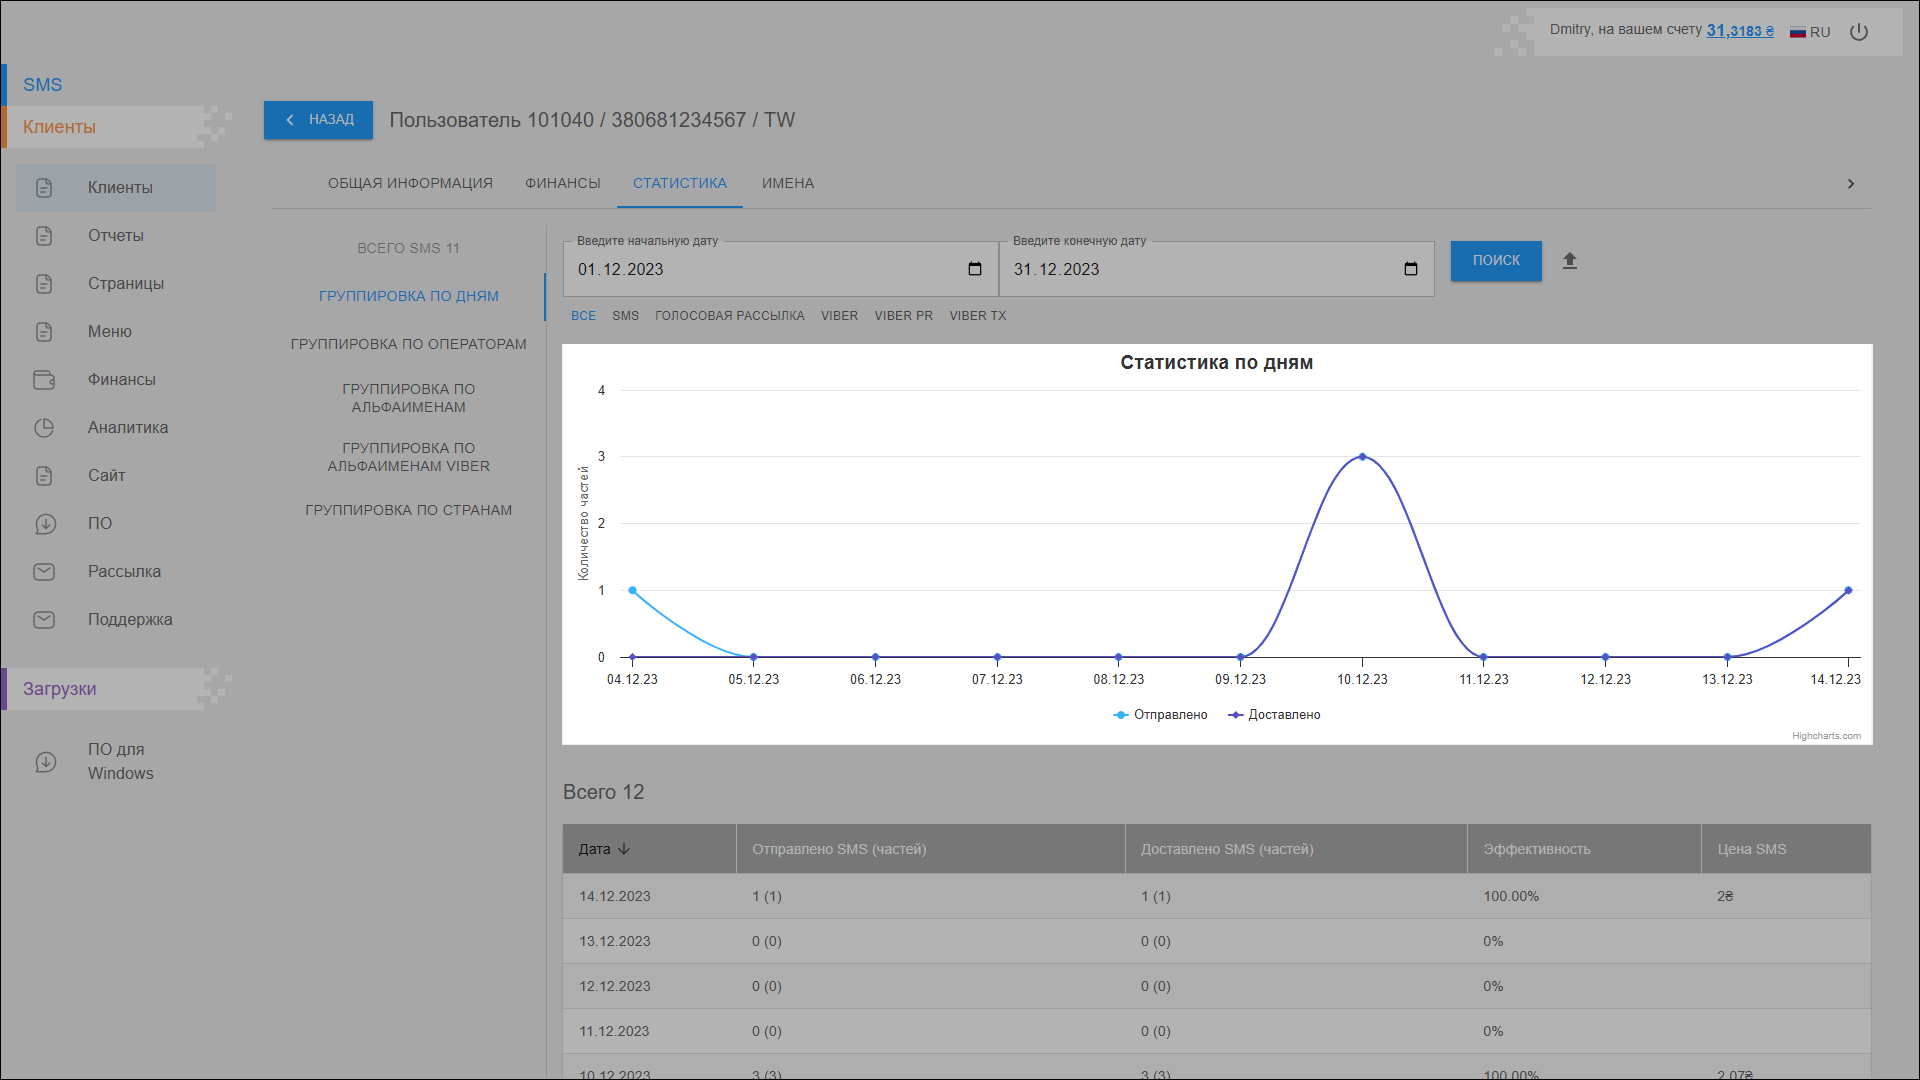 Dmitry, на вашем счету 31,3183 ₴ RU
SMS
Клиенты
Клиенты
Отчеты
Страницы
Меню
Финансы
Аналитика
Сайт
ПО
Рассылка
Поддержка
Загрузки
ПО для
Windows
НАЗАД Пользователь 101040 / 380681234567 / TW
ОБЩАЯ ИНФОРМАЦИЯ ФИНАНСЫ СТАТИСТИКА ИМЕНА
ВСЕГО SMS 11
ГРУППИРОВКА ПО ДНЯМ
ГРУППИРОВКА ПО ОПЕРАТОРАМ
ГРУППИРОВКА ПО
АЛЬФАИМЕНАМ
ГРУППИРОВКА ПО
АЛЬФАИМЕНАМ VIBER
ГРУППИРОВКА ПО СТРАНАМ
Введите начальную дату Введите конечную дату
01.12.2023 31.12.2023 ПОИСК
ВСЕ SMS ГОЛОСОВАЯ РАССЫЛКА VIBER VIBER PR VIBER TX
Статистика по дням
Количество частей
4
3
2
1
0
04.12.23 05.12.23 06.12.23 07.12.23 08.12.23 09.12.23 10.12.23 11.12.23 12.12.23 13.12.23 14.12.23
Отправлено Доставлено
Highcharts.com
Всего 12
Дата Отправлено SMS (частей) Доставлено SMS (частей) Эффективность Цена SMS
14.12.2023 1 (1) 1 (1) 100.00% 2₴
13.12.2023 0 (0) 0 (0) 0%
12.12.2023 0 (0) 0 (0) 0%
11.12.2023 0 (0) 0 (0) 0%
10.12.2023 3 (3) 3 (3) 100.00% 2.07₴